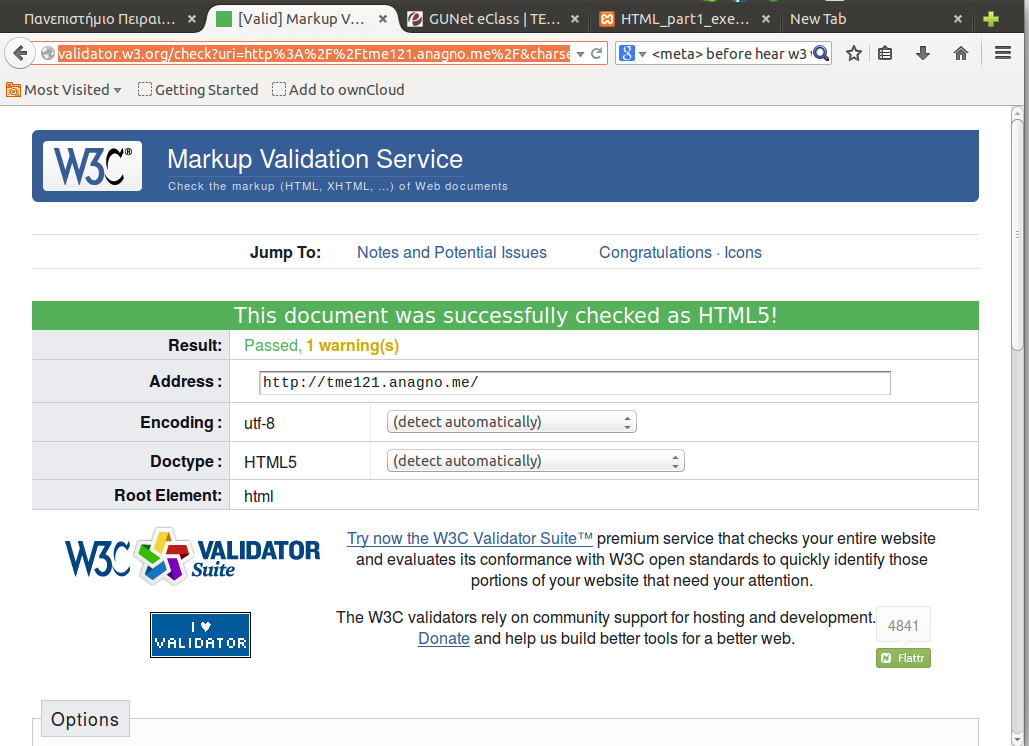 Πανεπιστήμιο Πειραι... × [Valid] Markup V... × GUNet eClass | TE... × HTML_part1_exe... × New Tab ×
validator.w3.org/check?uri=http%3A%2F%2Ftme121.anagno.me%2F&charse
<meta> before hear w3
Most Visited Getting Started Add to ownCloud
W3C® Markup Validation Service
Check the markup (HTML, XHTML, …) of Web documents
Jump To: Notes and Potential Issues Congratulations · Icons
This document was successfully checked as HTML5!
Result: Passed, 1 warning(s)
Address : http://tme121.anagno.me/
Encoding : utf-8 (detect automatically)
Doctype : HTML5 (detect automatically)
Root Element: html
W3C VALIDATOR Suite
Try now the W3C Validator Suite™ premium service that checks your entire website
and evaluates its conformance with W3C open standards to quickly identify those
portions of your website that need your attention.
I ♥ VALIDATOR
The W3C validators rely on community support for hosting and development.
Donate and help us build better tools for a better web.
4841
Flattr
Options